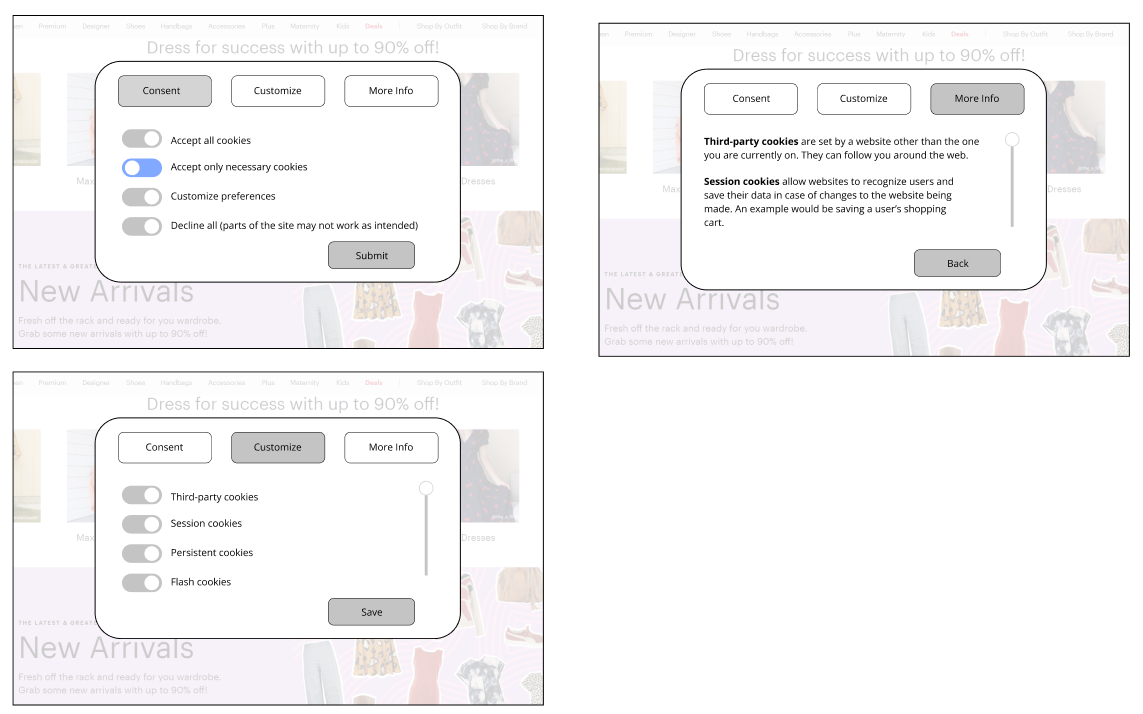 Premium Designer Shoes Handbags Accessories Plus Maternity Kids Deals Shop By Outfit Shop By Brand
Dress for success with up to 90% off!
Consent Customize More Info
Accept all cookies
Accept only necessary cookies
Customize preferences
Decline all (parts of the site may not work as intended)
Submit
Max
Dresses
THE LATEST & GREAT
New Arrivals
Fresh off the rack and ready for you wardrobe.
Grab some new arrivals with up to 90% off!
Premium Designer Shoes Handbags Accessories Plus Maternity Kids Deals Shop By Outfit Shop By Brand
Dress for success with up to 90% off!
Consent Customize More Info
Third-party cookies are set by a website other than the one
you are currently on. They can follow you around the web.
Session cookies allow websites to recognize users and
save their data in case of changes to the website being
made. An example would be saving a user's shopping
cart.
Back
Max
Dresses
THE LATEST & GREAT
New Arrivals
Fresh off the rack and ready for you wardrobe.
Grab some new arrivals with up to 90% off!
Premium Designer Shoes Handbags Accessories Plus Maternity Kids Deals Shop By Outfit Shop By Brand
Dress for success with up to 90% off!
Consent Customize More Info
Third-party cookies
Session cookies
Persistent cookies
Flash cookies
Save
Max
Dresses
THE LATEST & GREAT
New Arrivals
Fresh off the rack and ready for you wardrobe.
Grab some new arrivals with up to 90% off!